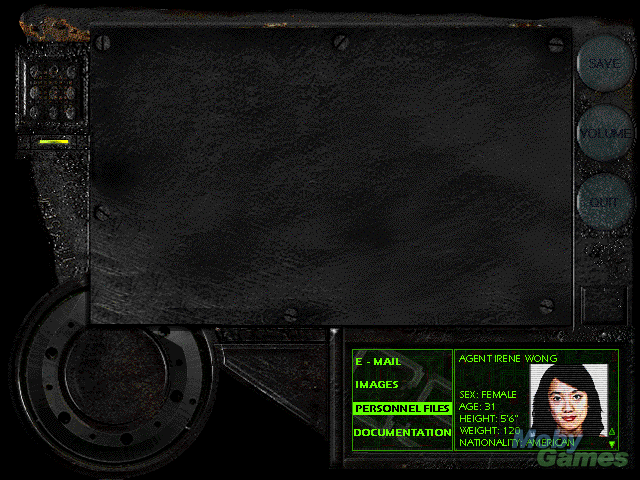 SAVE
VOLUME
QUIT
E - MAIL
IMAGES
PERSONNEL FILES
DOCUMENTATION
AGENT IRENE WONG
SEX: FEMALE
AGE: 31
HEIGHT: 5'6"
WEIGHT: 120
NATIONALITY: AMERICAN
Moby
Games